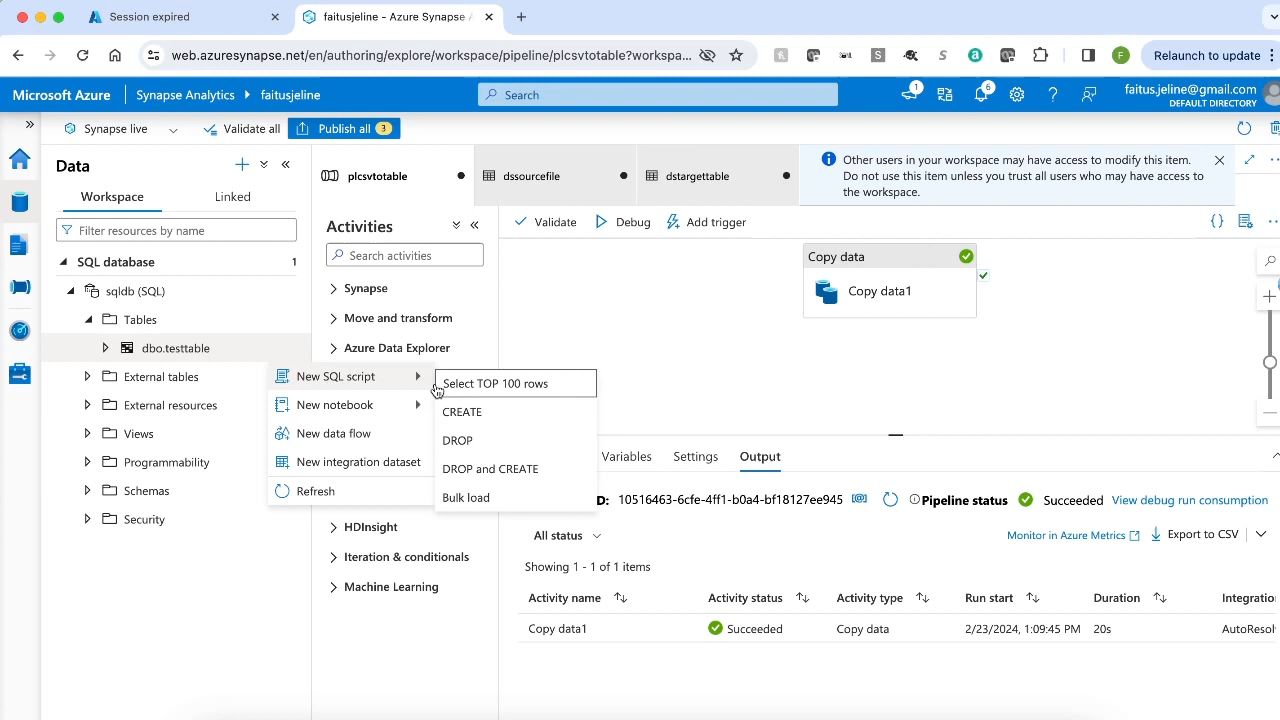 Session expired
faitusjeline - Azure Synapse A
web.azuresynapse.net/en/authoring/explore/workspace/pipeline/plcsvtotable?workspa...
F
Relaunch to update
Microsoft Azure
Synapse Analytics
faitusjeline
Search
1
6
faitus.jeline@gmail.com
DEFAULT DIRECTORY
Synapse live
Validate all
Publish all 3
Data
Workspace
Linked
Filter resources by name
SQL database 1
sqldb (SQL)
Tables
dbo.testtable
External tables
External resources
Views
Programmability
Schemas
Security
New SQL script
New notebook
New data flow
New integration dataset
Refresh
Select TOP 100 rows
CREATE
DROP
DROP and CREATE
Bulk load
plcsvtotable
dssourcefile
dstargettable
Other users in your workspace may have access to modify this item.
Do not use this item unless you trust all users who may have access to
the workspace.
Activities
Search activities
Synapse
Move and transform
Azure Data Explorer
HDInsight
Iteration & conditionals
Machine Learning
Validate
Debug
Add trigger
Copy data
Copy data1
Variables
Settings
Output
D: 10516463-6cfe-4ff1-b0a4-bf18127ee945
Pipeline status
Succeeded
View debug run consumption
All status
Monitor in Azure Metrics
Export to CSV
Showing 1 - 1 of 1 items
Activity name
Activity status
Activity type
Run start
Duration
Integratio
Copy data1
Succeeded
Copy data
2/23/2024, 1:09:45 PM
20s
AutoResol